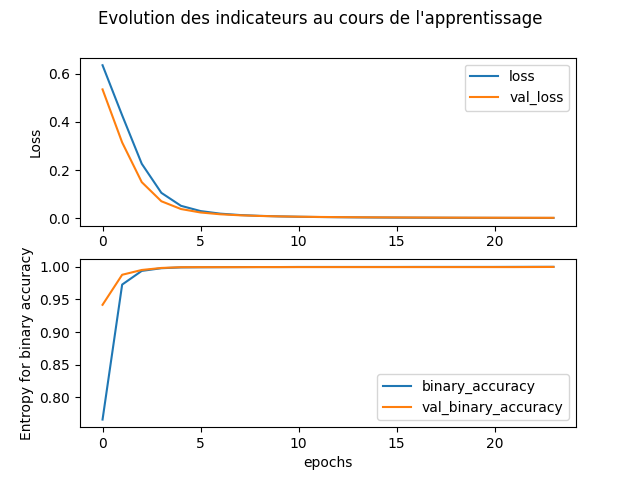 Evolution des indicateurs au cours de l'apprentissage
Loss
0.6
0.4
0.2
0.0
loss
val_loss
0
5
10
15
20
Entropy for binary accuracy
1.00
0.95
0.90
0.85
0.80
binary_accuracy
val_binary_accuracy
0
5
10
15
20
epochs